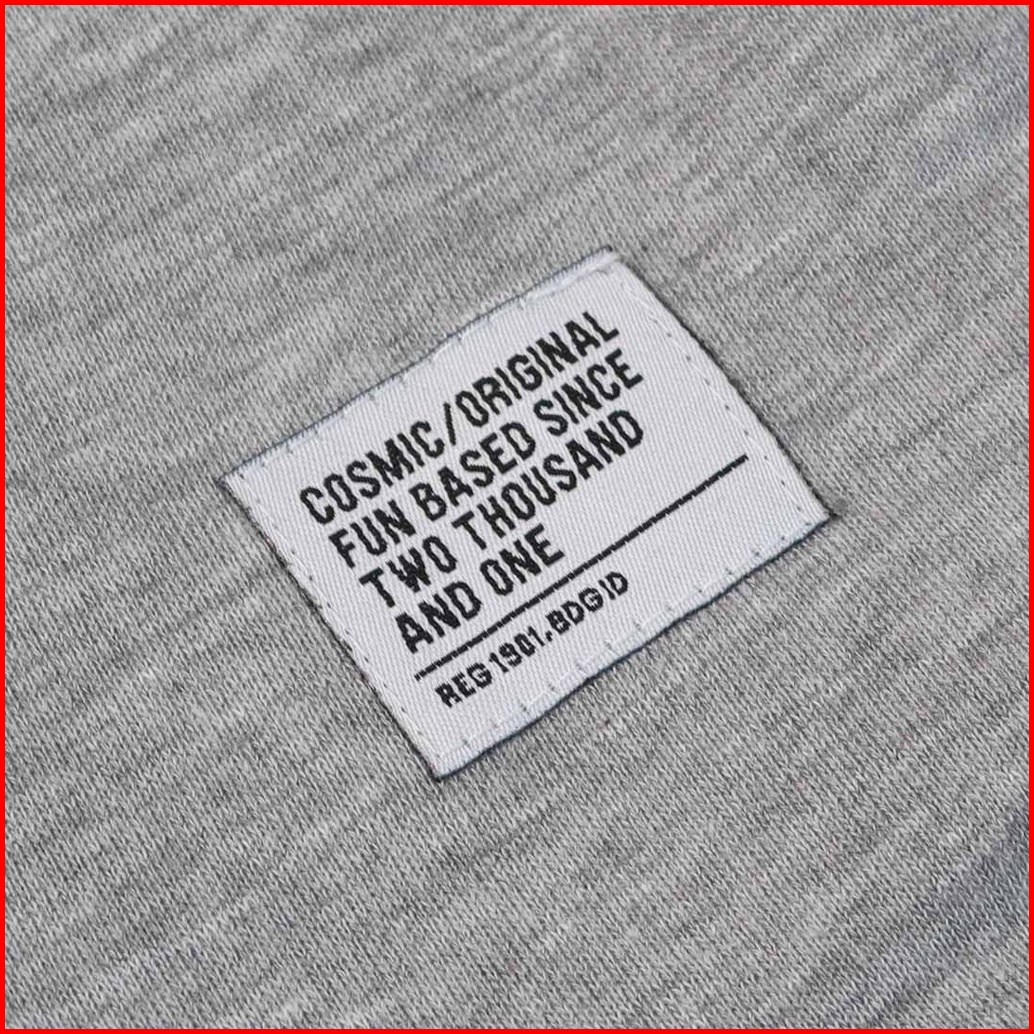 COSMIC/ORIGINAL
FUN BASED SINCE
TWO THOUSAND
AND ONE
REG 1901. BDG ID